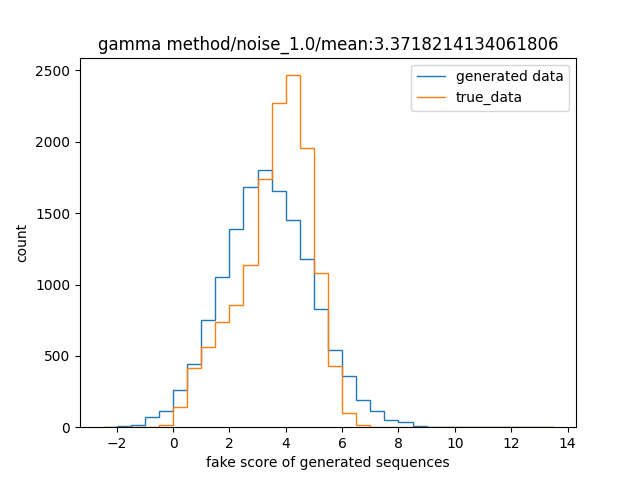 gamma method/noise_1.0/mean:3.3718214134061806
generated data
true_data
2500
2000
1500
1000
500
0
count
−2 0 2 4 6 8 10 12 14
fake score of generated sequences